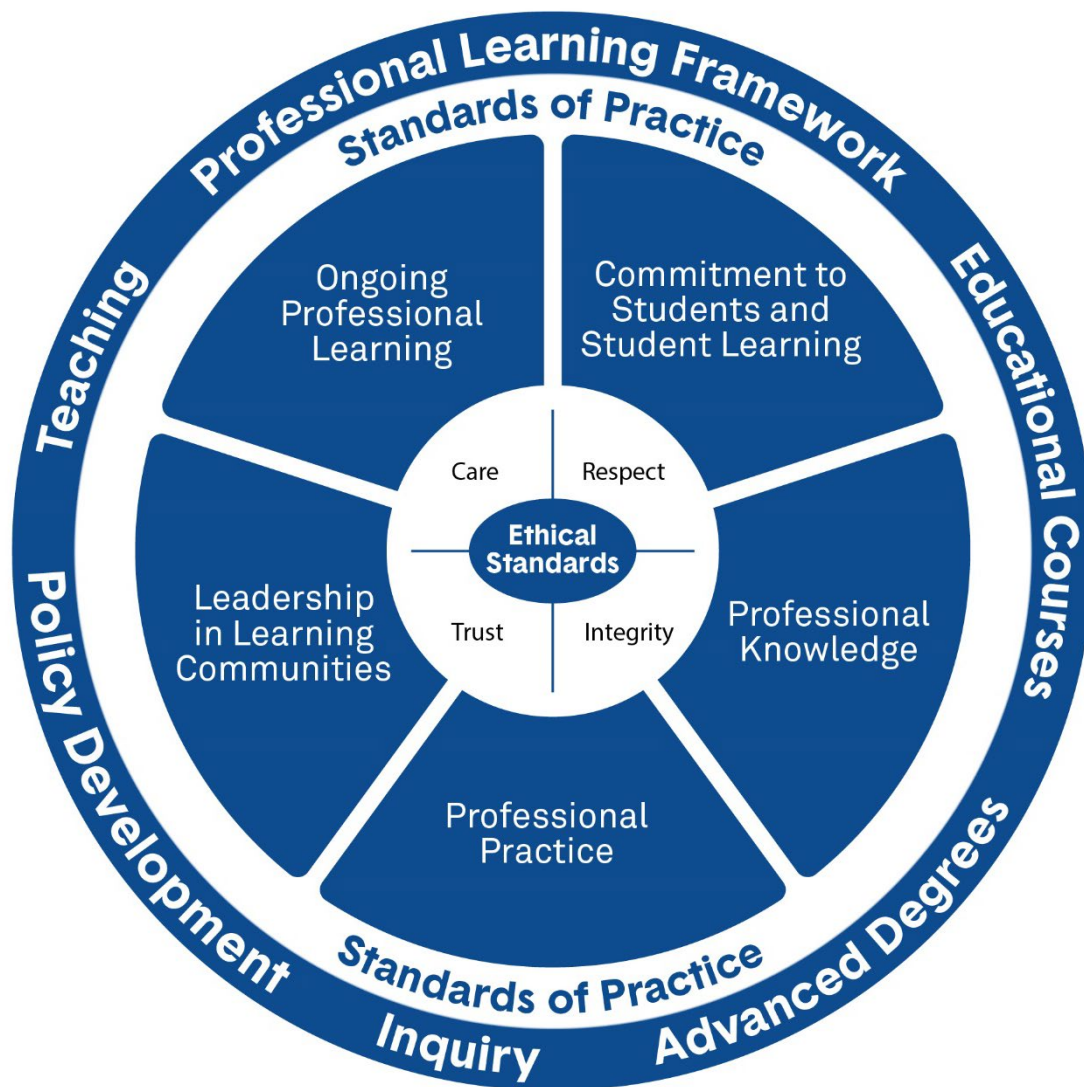 Professional Learning Framework
Educational Courses
Advanced Degrees
Inquiry
Policy Development
Teaching
Standards of Practice
Commitment to
Students and
Student Learning
Professional
Knowledge
Professional
Practice
Leadership
in Learning
Communities
Ongoing
Professional
Learning
Standards of Practice
Care
Respect
Ethical
Standards
Trust
Integrity